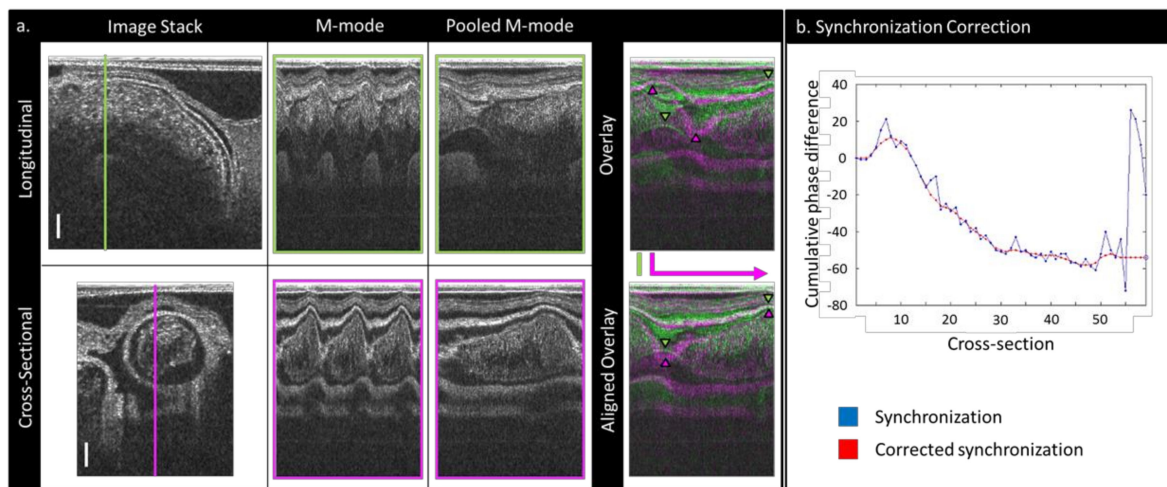 a.
Image Stack
M-mode
Pooled M-mode
Longitudinal
Overlay
Cross-Sectional
Aligned Overlay
b. Synchronization Correction
Cumulative phase difference
40
20
0
-20
-40
-60
-80
10
20
30
40
50
Cross-section
Synchronization
Corrected synchronization